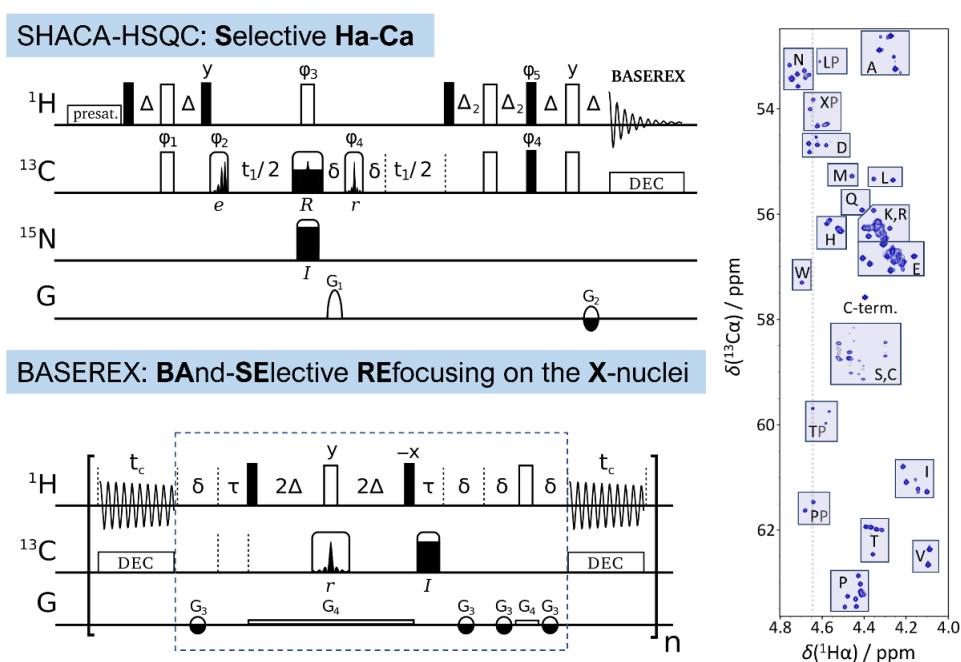 SHACA-HSQC: Selective Ha-Ca
y φ3 φ5 y
¹H presat. Δ Δ Δ2 Δ2 Δ Δ BASEREX
φ1 φ2 φ4 φ4
¹³C t1/2 δ δ t1/2 DEC
e R r
¹⁵N
I
G G1 G2
BASEREX: BAnd-SElective REfocusing on the X-nuclei
tc y −x tc
¹H δ τ 2Δ 2Δ τ δ δ δ
¹³C DEC DEC
r I
G G3 G4 G3 G3 G4 G3
n
N LP A
54
XP
D
M L
Q
56
K,R
H
E
W
C-term.
58
S,C
60
TP
I
PP
62
T V
P
4.8 4.6 4.4 4.2 4.0
δ(¹Hα) / ppm
δ(¹³Cα) / ppm